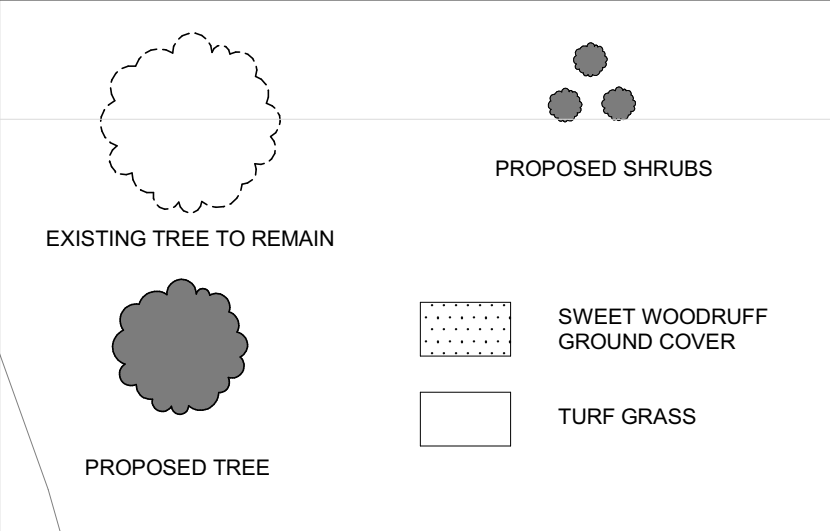 PROPOSED SHRUBS
EXISTING TREE TO REMAIN
SWEET WOODRUFF
GROUND COVER
TURF GRASS
PROPOSED TREE